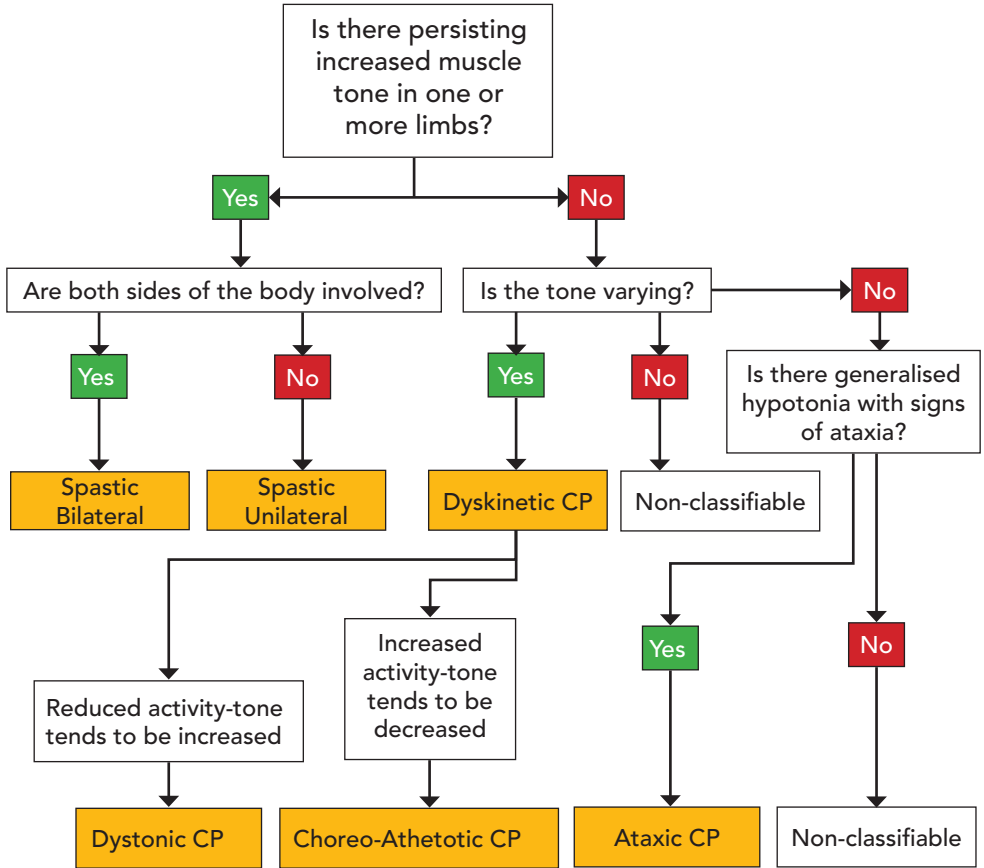 Is there persisting
increased muscle
tone in one or
more limbs?
Yes
No
Are both sides of the body involved?
Is the tone varying?
No
Yes
No
Yes
No
Is there generalised
hypotonia with signs
of ataxia?
Spastic
Bilateral
Spastic
Unilateral
Dyskinetic CP
Non-classifiable
Increased
activity-tone
tends to be
decreased
Yes
No
Reduced activity-tone
tends to be increased
Dystonic CP
Choreo-Athetotic CP
Ataxic CP
Non-classifiable